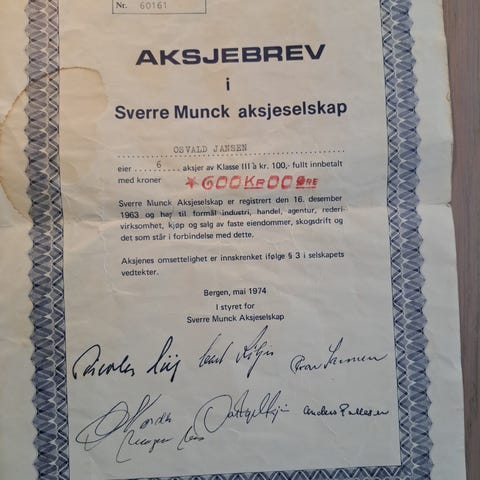 Nr. 60161
AKSJEBREV
i
Sverre Munck aksjeselskap
OSVALD JANSEN
eier 6 aksjer av Klasse III à kr. 100,- fullt innbetalt
med kroner ✶600KR00 ØRE
Sverre Munck Aksjeselskap er registrert den 16. desember
1963 og har til formål industri, handel, agentur, rederi-
virksomhet, kjøp og salg av faste eiendommer, skogsdrift og
det som står i forbindelse med dette.
Aksjenes omsettelighet er innskrenket ifølge § 3 i selskapets
vedtekter.
Bergen, mai 1974
I styret for
Sverre Munck Aksjeselskap
Anders